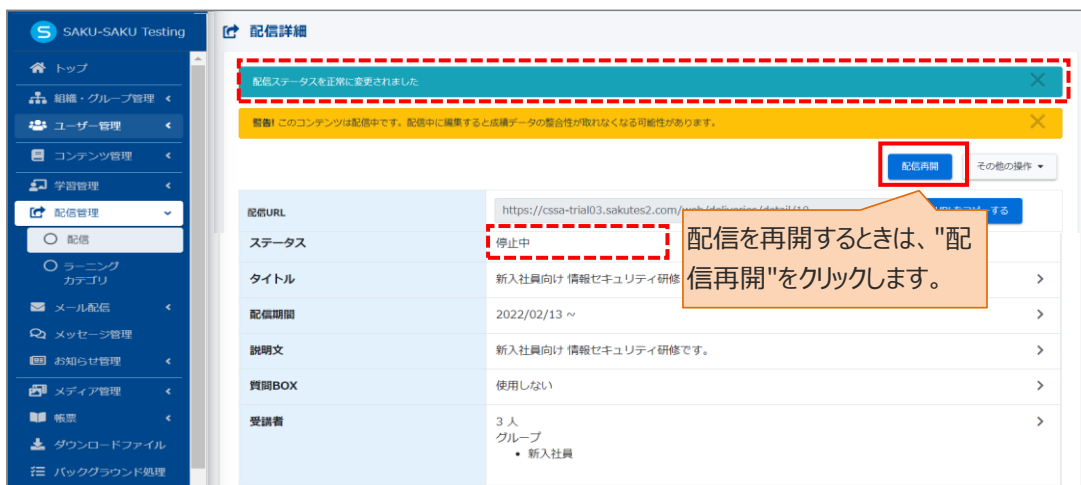 SAKU-SAKU Testing
配信詳細
トップ
組織・グループ管理
ユーザー管理
コンテンツ管理
学習管理
配信管理
配信
ラーニング
カテゴリ
メール配信
メッセージ管理
お知らせ管理
メディア管理
帳票
ダウンロードファイル
バックグラウンド処理
配信ステータスを正常に変更されました
警告! このコンテンツは配信中です。配信中に編集すると成績データの整合性が取れなくなる可能性があります。
配信再開
その他の操作
配信URL
https://cssa-trial03.sakutes2.com/
する
ステータス
停止中
配信を再開するときは、"配
信再開"をクリックします。
タイトル
新入社員向け 情報セキュリティ研修
配信期間
2022/02/13 ~
説明文
新入社員向け 情報セキュリティ研修です。
質問BOX
使用しない
受講者
3 人
グループ
• 新入社員